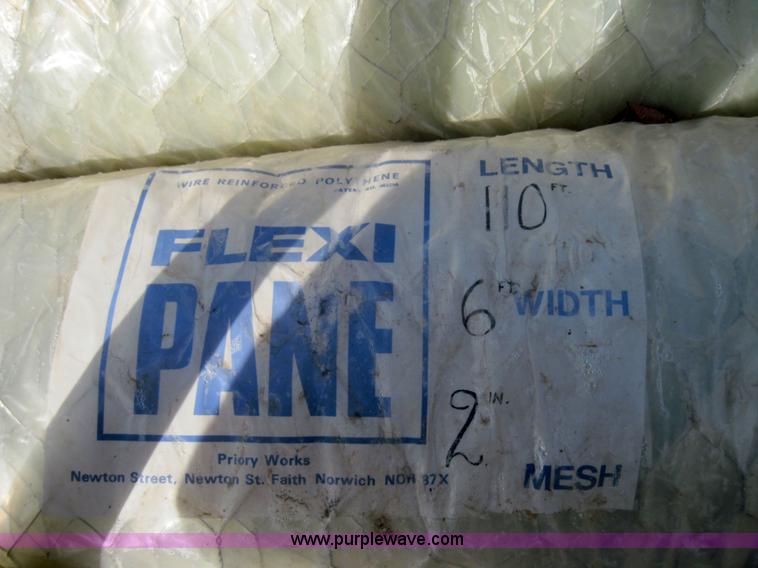 WIRE REINFORCED POLYTHENE
FLEXI
PANE
Priory Works
Newton Street, Newton St. Faith Norwich
LENGTH
110 FT.
6 FT. WIDTH
2 IN.
MESH
www.purplewave.com